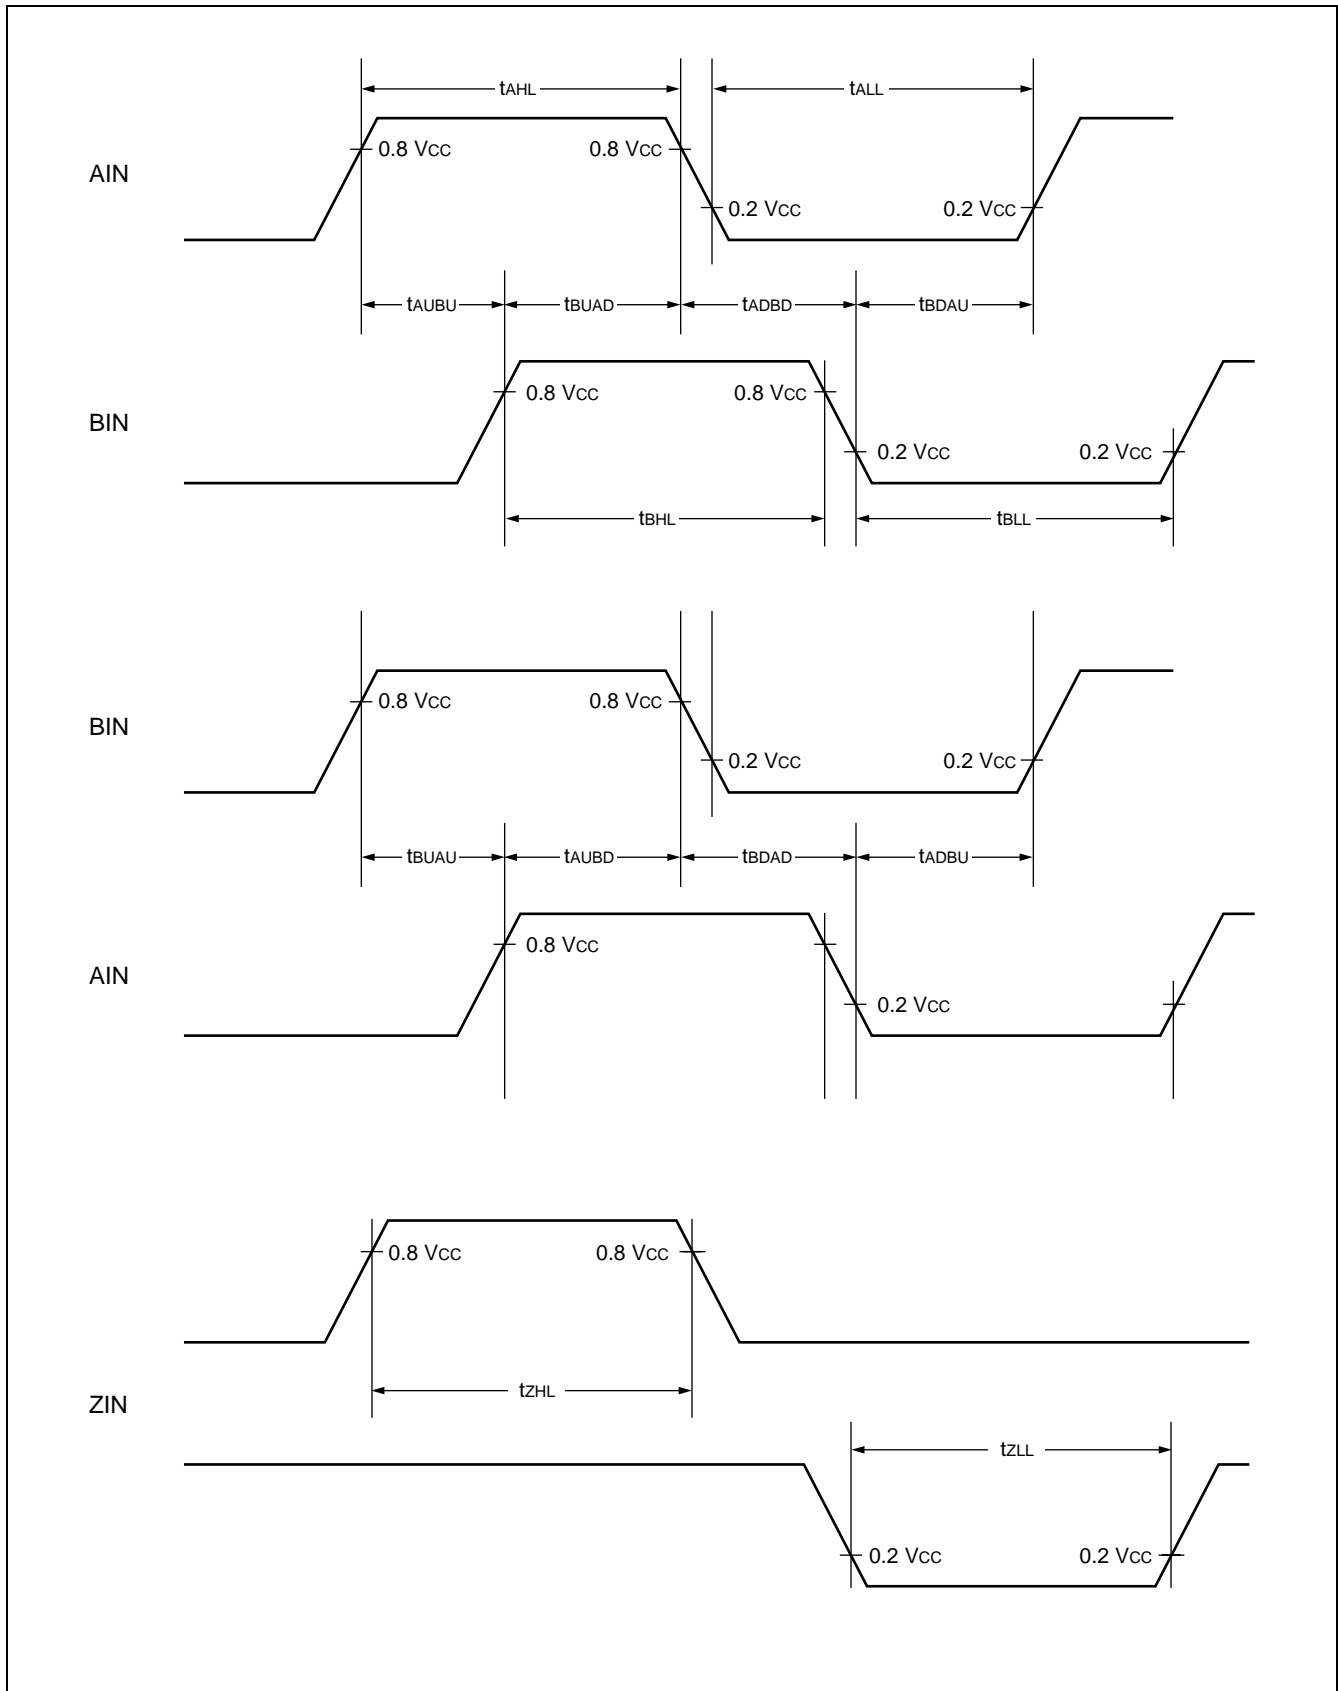 tAHL tALL
0.8 VCC 0.8 VCC
AIN
0.2 VCC 0.2 VCC
tAUBU tBUAD tADBD tBDAU
0.8 VCC 0.8 VCC
BIN
0.2 VCC 0.2 VCC
tBHL tBLL
0.8 VCC 0.8 VCC
BIN
0.2 VCC 0.2 VCC
tBUAU tAUBD tBDAD tADBU
0.8 VCC
AIN
0.2 VCC
0.8 VCC 0.8 VCC
tZHL
ZIN
tZLL
0.2 VCC 0.2 VCC